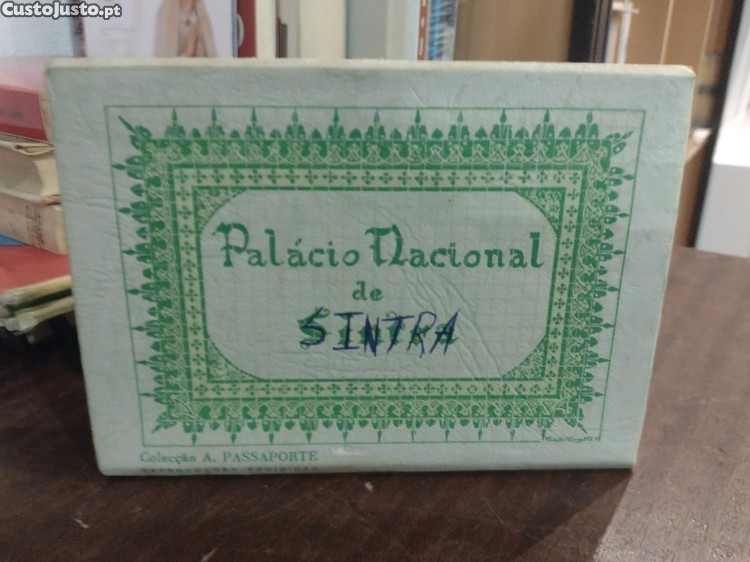 CustoJusto.pt
Palácio Nacional
de
SINTRA
Colecção A. PASSAPORTE